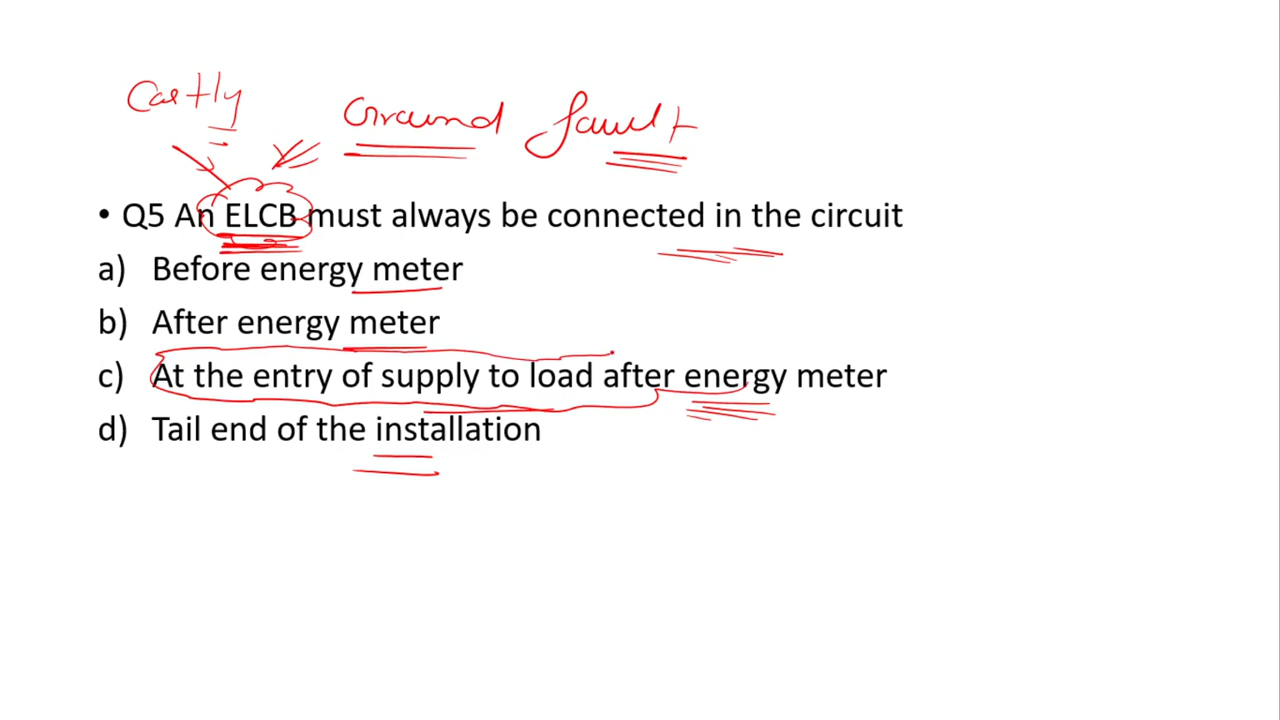 Costly
Ground fault
• Q5 An ELCB must always be connected in the circuit
a) Before energy meter
b) After energy meter
c) At the entry of supply to load after energy meter
d) Tail end of the installation